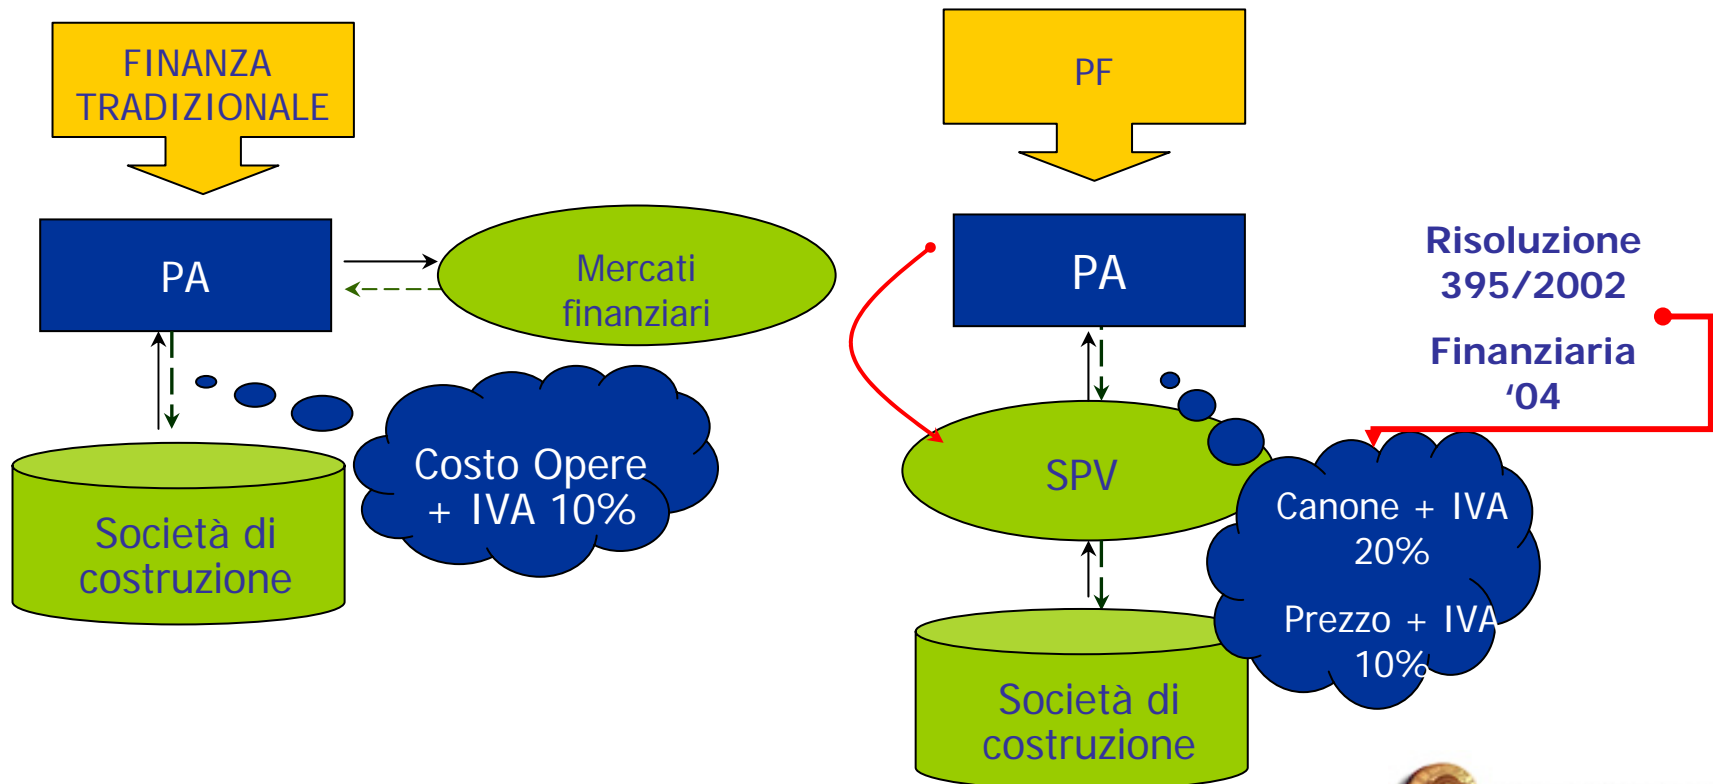 FINANZA
TRADIZIONALE
PA
Mercati
finanziari
Costo Opere
+ IVA 10%
Società di
costruzione
PF
PA
SPV
Società di
costruzione
Risoluzione
395/2002
Finanziaria
‘04
Canone + IVA
20%
Prezzo + IVA
10%